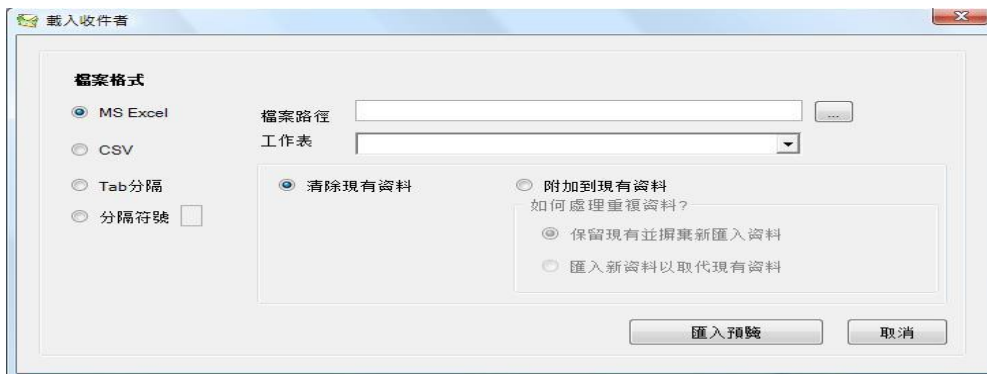 載入收件者
檔案格式
MS Excel
檔案路徑
...
CSV
工作表
Tab分隔
清除現有資料
附加到現有資料
分隔符號
如何處理重複資料?
保留現有並摒棄新匯入資料
匯入新資料以取代現有資料
匯入預覽
取消